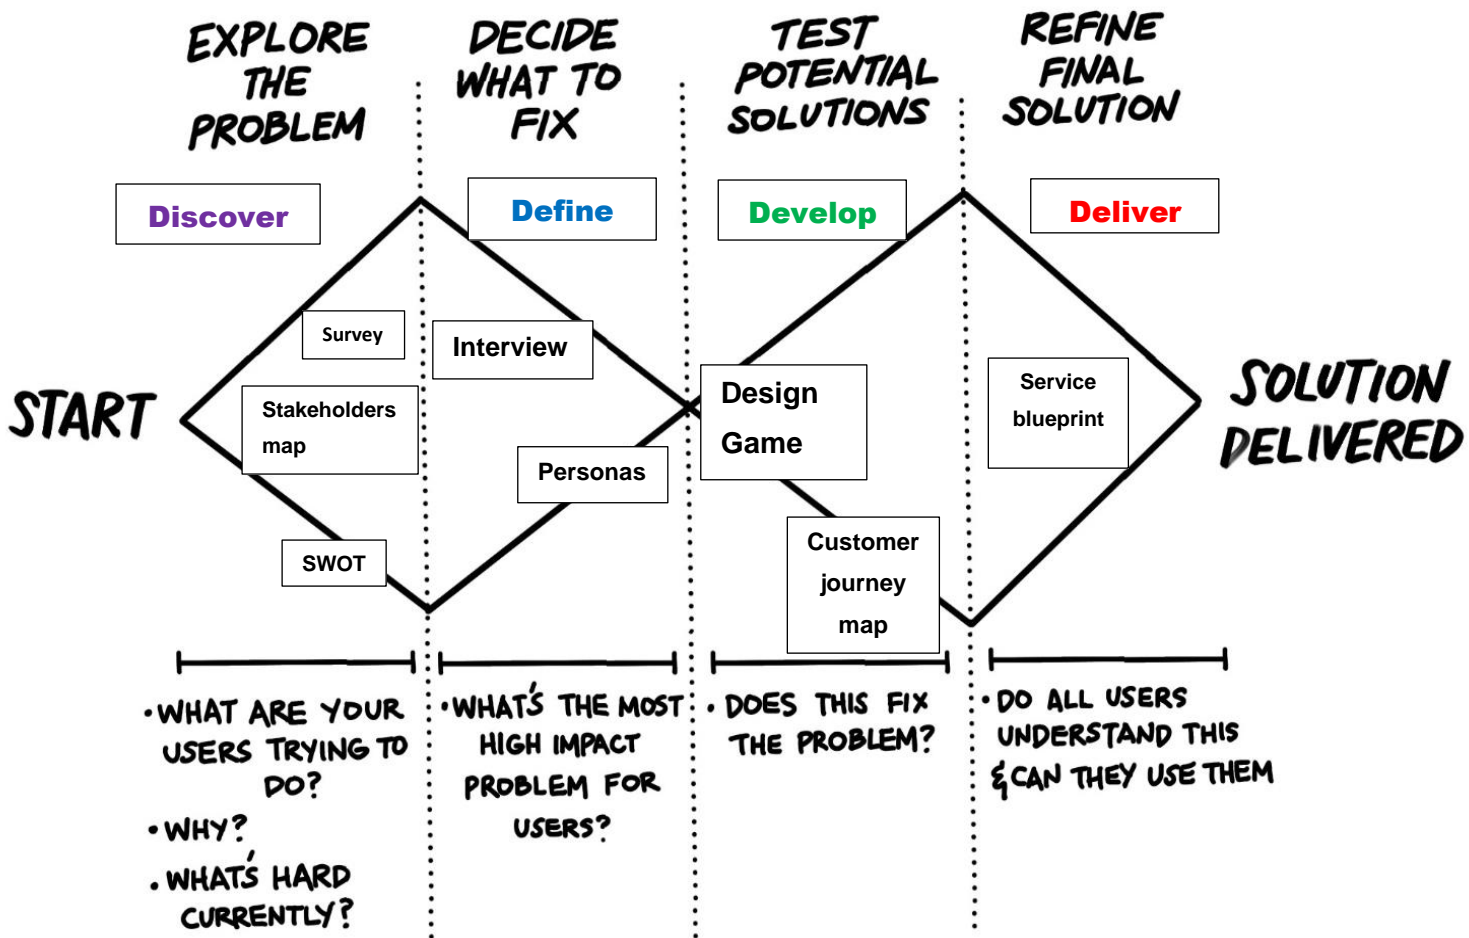 EXPLORE
THE
PROBLEM
DECIDE
WHAT TO
FIX
TEST
POTENTIAL
SOLUTIONS
REFINE
FINAL
SOLUTION
Discover
Define
Develop
Deliver
START
Survey
Stakeholders
map
SWOT
Interview
Personas
Design
Game
Customer
journey
map
Service
blueprint
SOLUTION
DELIVERED
• WHAT ARE YOUR
USERS TRYING TO
DO?
• WHY?
• WHAT'S HARD
CURRENTLY?
• WHAT'S THE MOST
HIGH IMPACT
PROBLEM FOR
USERS?
• DOES THIS FIX
THE PROBLEM?
• DO ALL USERS
UNDERSTAND THIS
& CAN THEY USE THEM